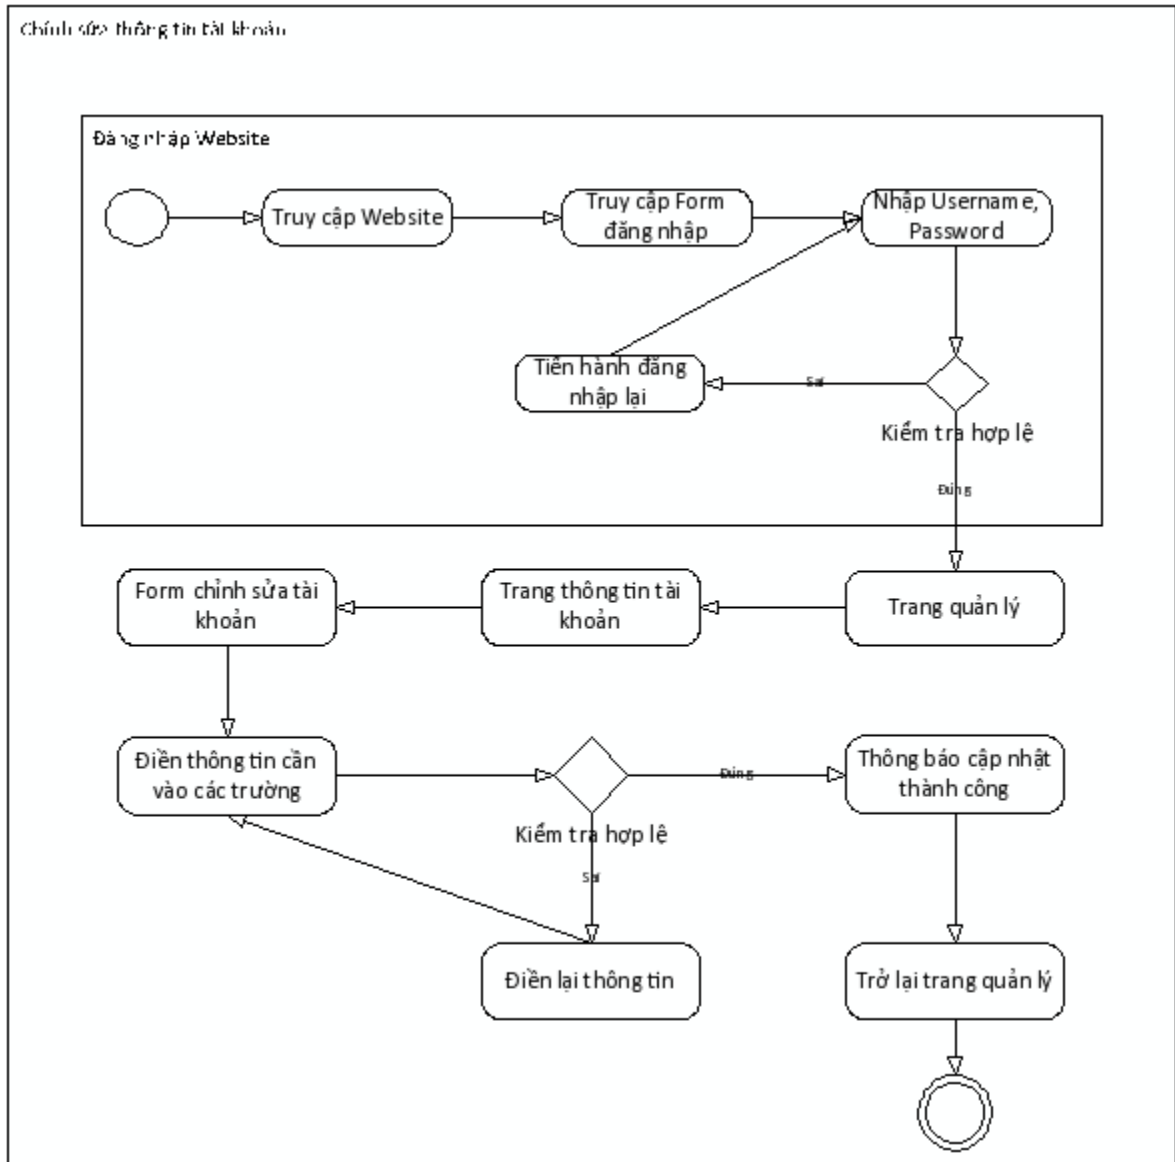 Chỉnh sửa thông tin tài khoản
Đăng nhập Website
Truy cập Website
Truy cập Form
đăng nhập
Nhập Username,
Password
Tiến hành đăng
nhập lại
Sai
Kiểm tra hợp lệ
Đúng
Form chỉnh sửa tài
khoản
Trang thông tin tài
khoản
Trang quản lý
Điền thông tin cần
vào các trường
Đúng
Thông báo cập nhật
thành công
Kiểm tra hợp lệ
Sai
Điền lại thông tin
Trở lại trang quản lý